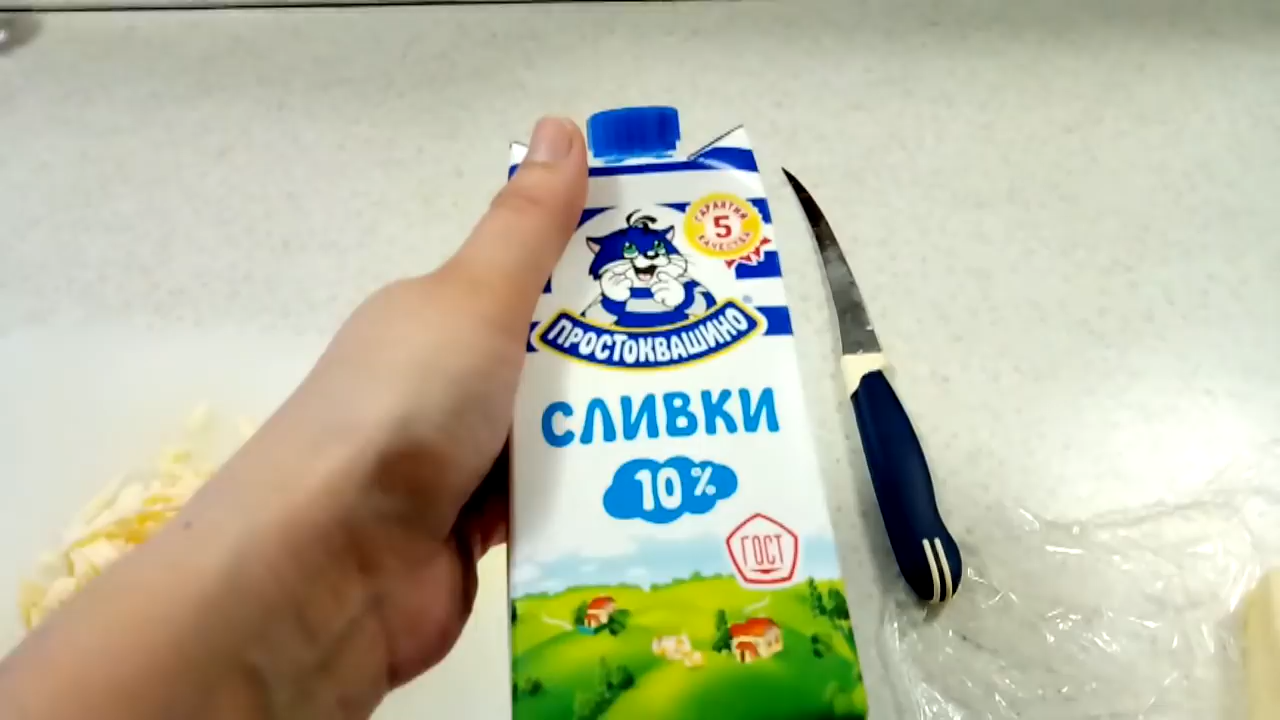 ГАРАНТИЯ
5
КАЧЕСТВА
ПРОСТОКВАШИНО
СЛИВКИ
10%
ГОСТ